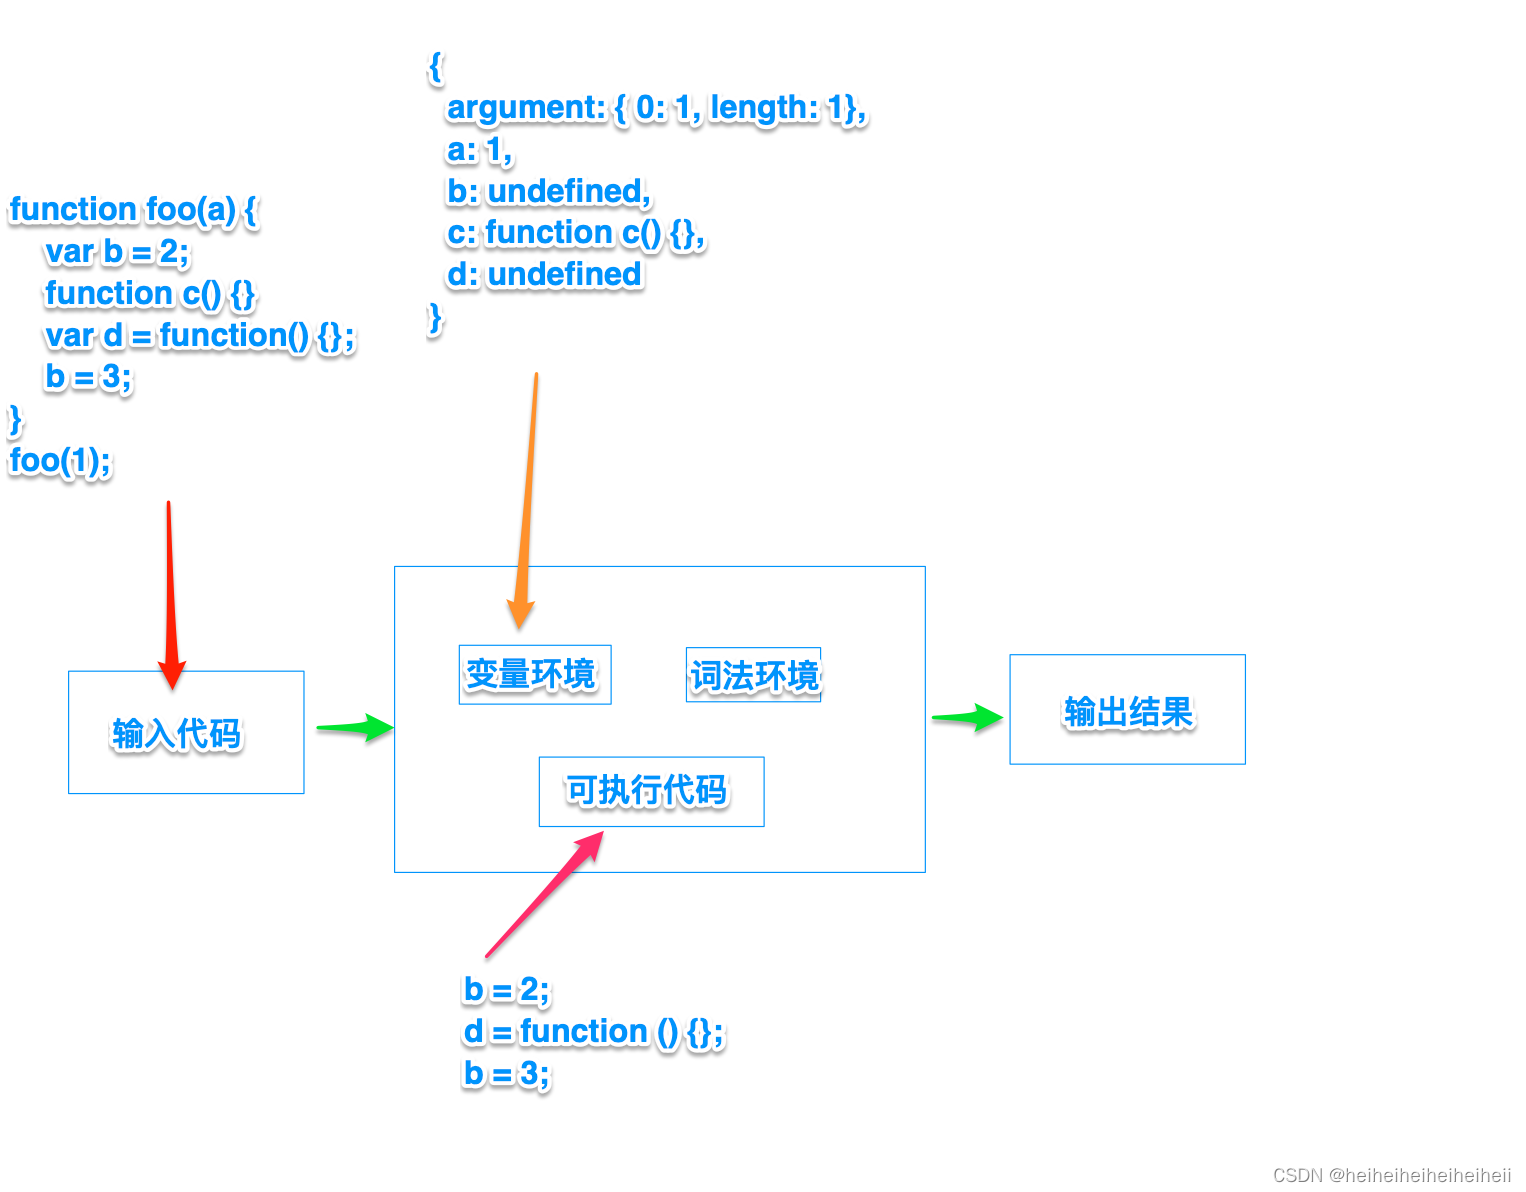 function foo(a) {
var b = 2;
function c() {}
var d = function() {};
b = 3;
}
foo(1);
{
argument: { 0: 1, length: 1},
a: 1,
b: undefined,
c: function c() {},
d: undefined
}
输入代码
变量环境
词法环境
可执行代码
输出结果
b = 2;
d = function () {};
b = 3;
CSDN @heiheiheiheiheiheii